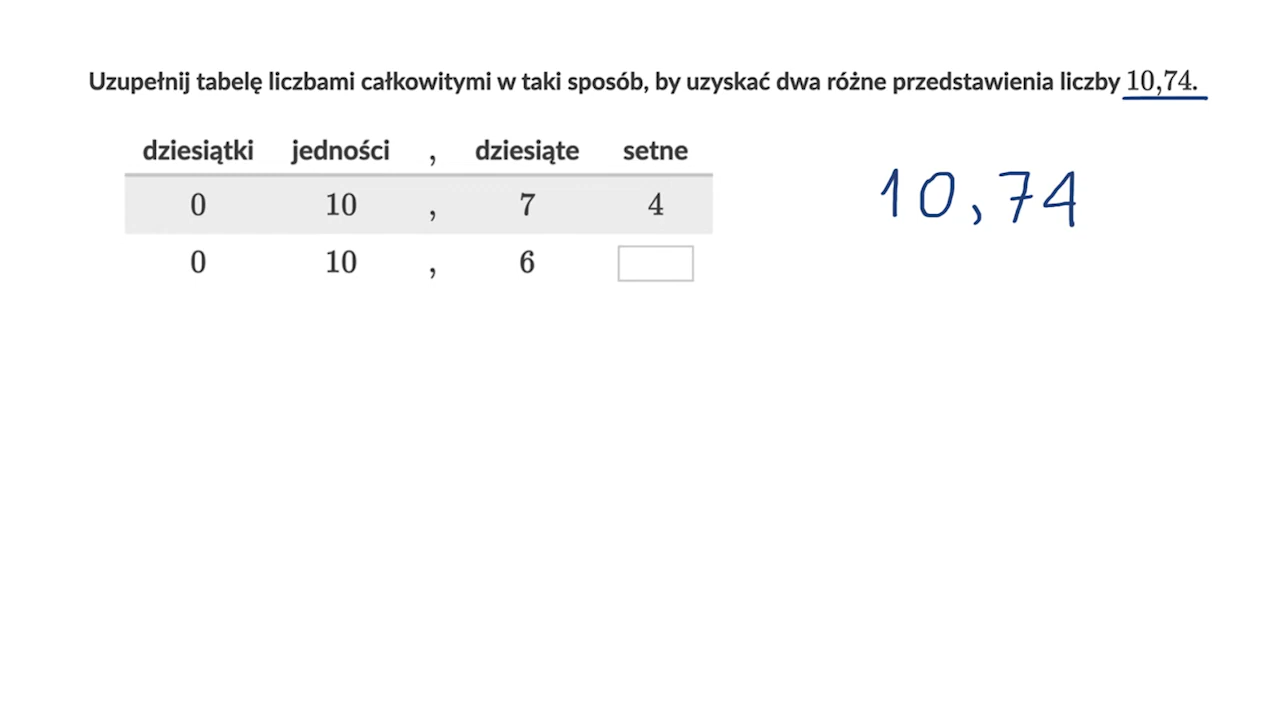 Uzupełnij tabelę liczbami całkowitymi w taki sposób, by uzyskać dwa różne przedstawienia liczby 10,74.
dziesiątki jedności , dziesiąte setne
0 10 , 7 4
0 10 , 6
10,74